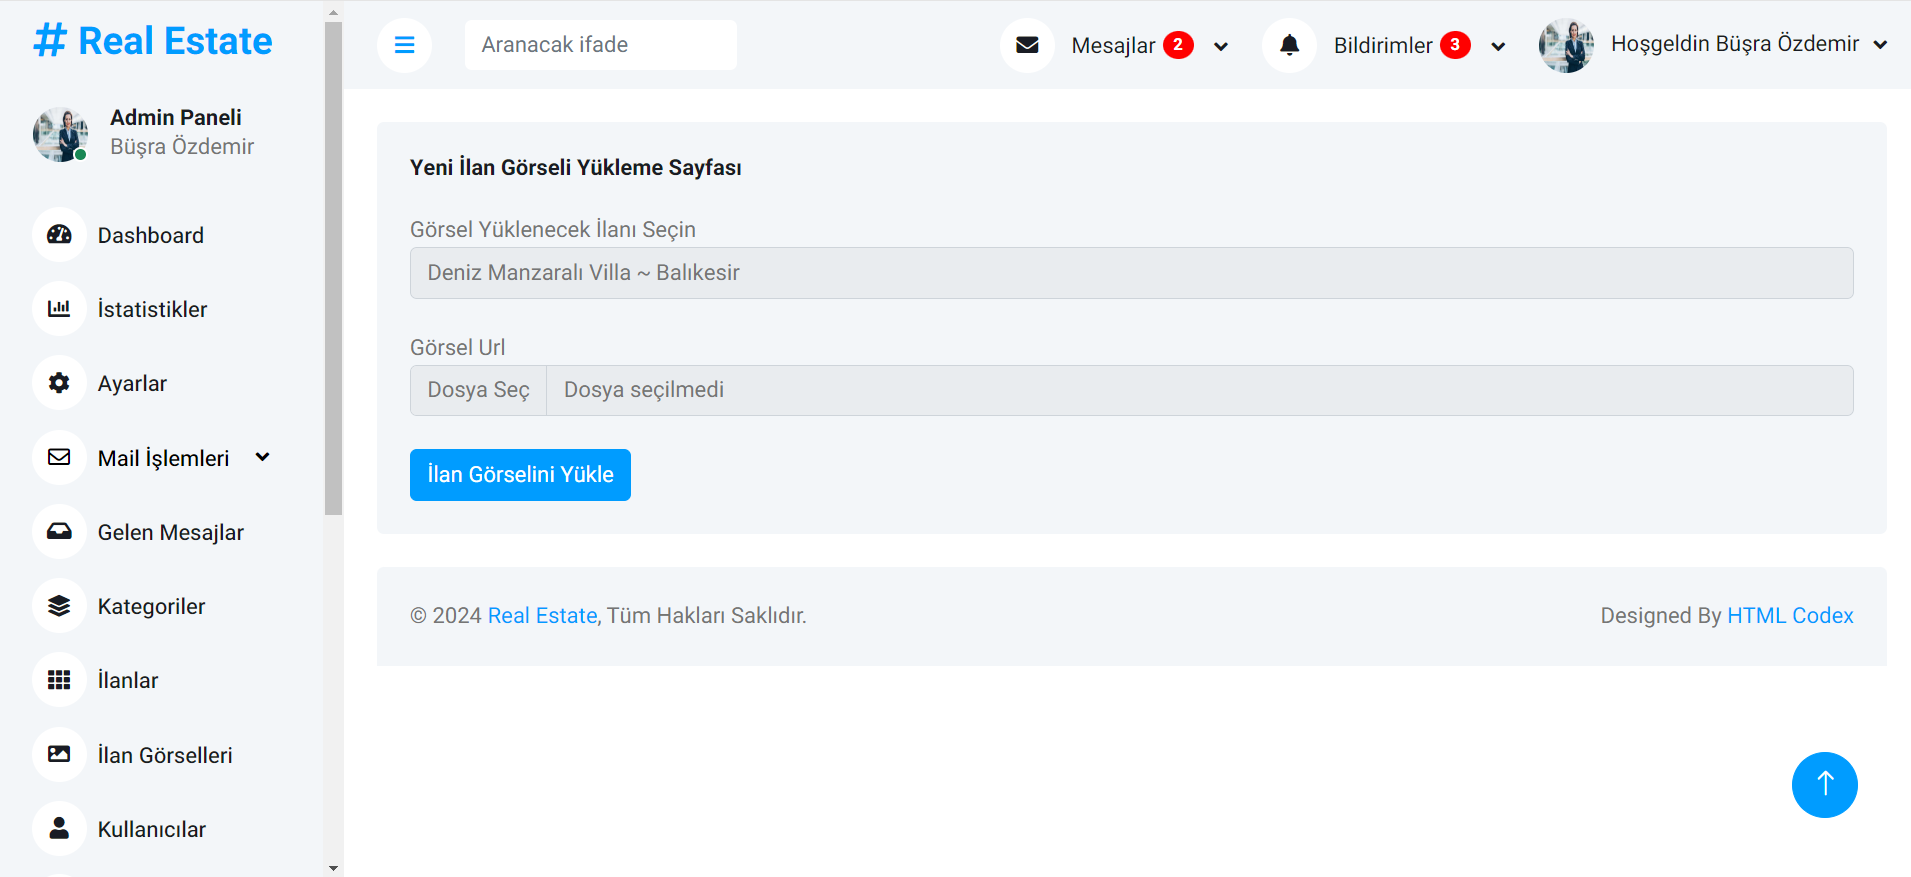 # Real Estate
Admin Paneli
Büşra Özdemir
Dashboard
İstatistikler
Ayarlar
Mail İşlemleri
Gelen Mesajlar
Kategoriler
İlanlar
İlan Görselleri
Kullanıcılar
Aranacak ifade
Mesajlar 2
Bildirimler 3
Hoşgeldin Büşra Özdemir
Yeni İlan Görseli Yükleme Sayfası
Görsel Yüklenecek İlanı Seçin
Deniz Manzaralı Villa ~ Balıkesir
Görsel Url
Dosya Seç Dosya seçilmedi
İlan Görselini Yükle
© 2024 Real Estate, Tüm Hakları Saklıdır.
Designed By HTML Codex